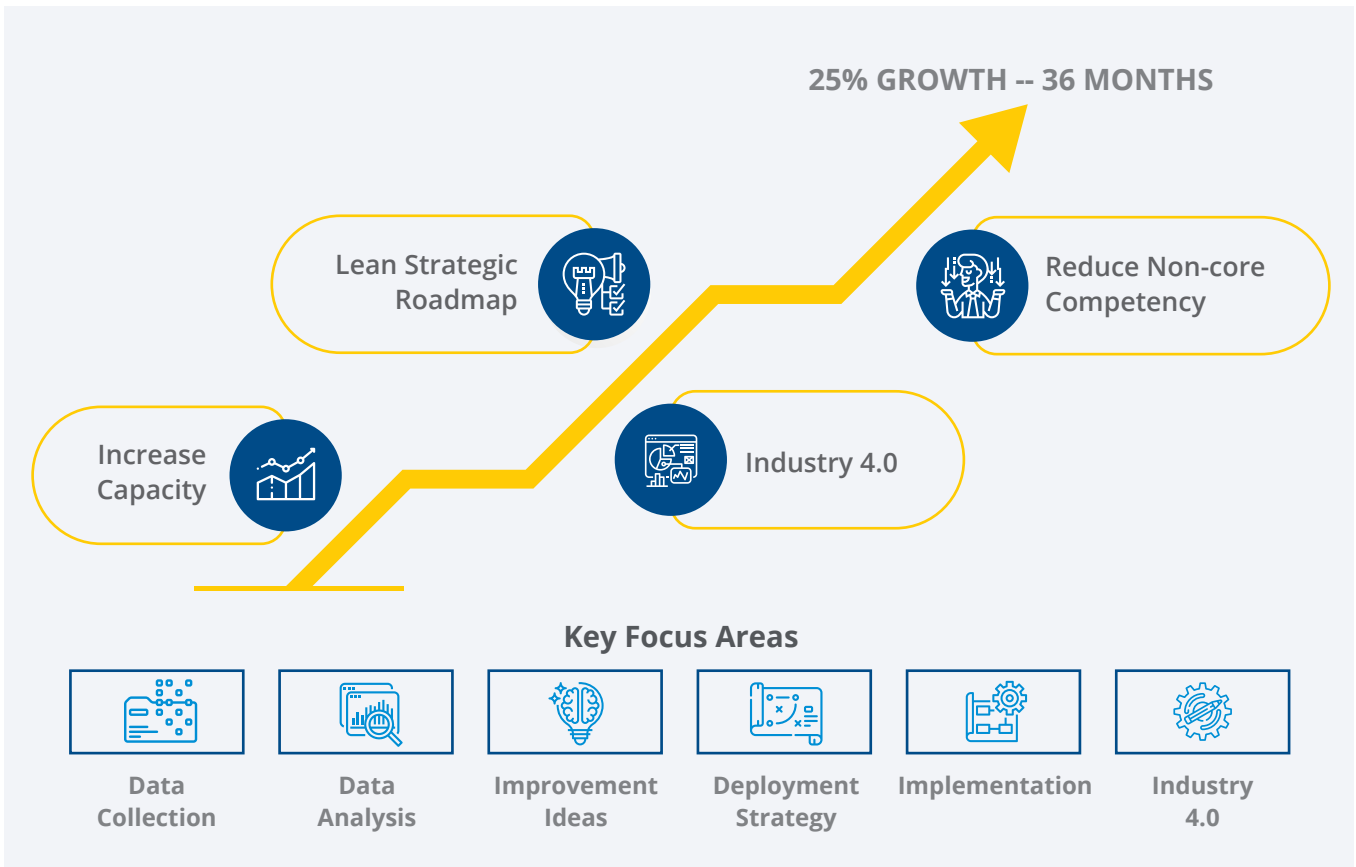 25% GROWTH -- 36 MONTHS
Lean Strategic
Roadmap
Reduce Non-core
Competency
Increase
Capacity
Industry 4.0
Key Focus Areas
Data
Collection
Data
Analysis
Improvement
Ideas
Deployment
Strategy
Implementation
Industry
4.0